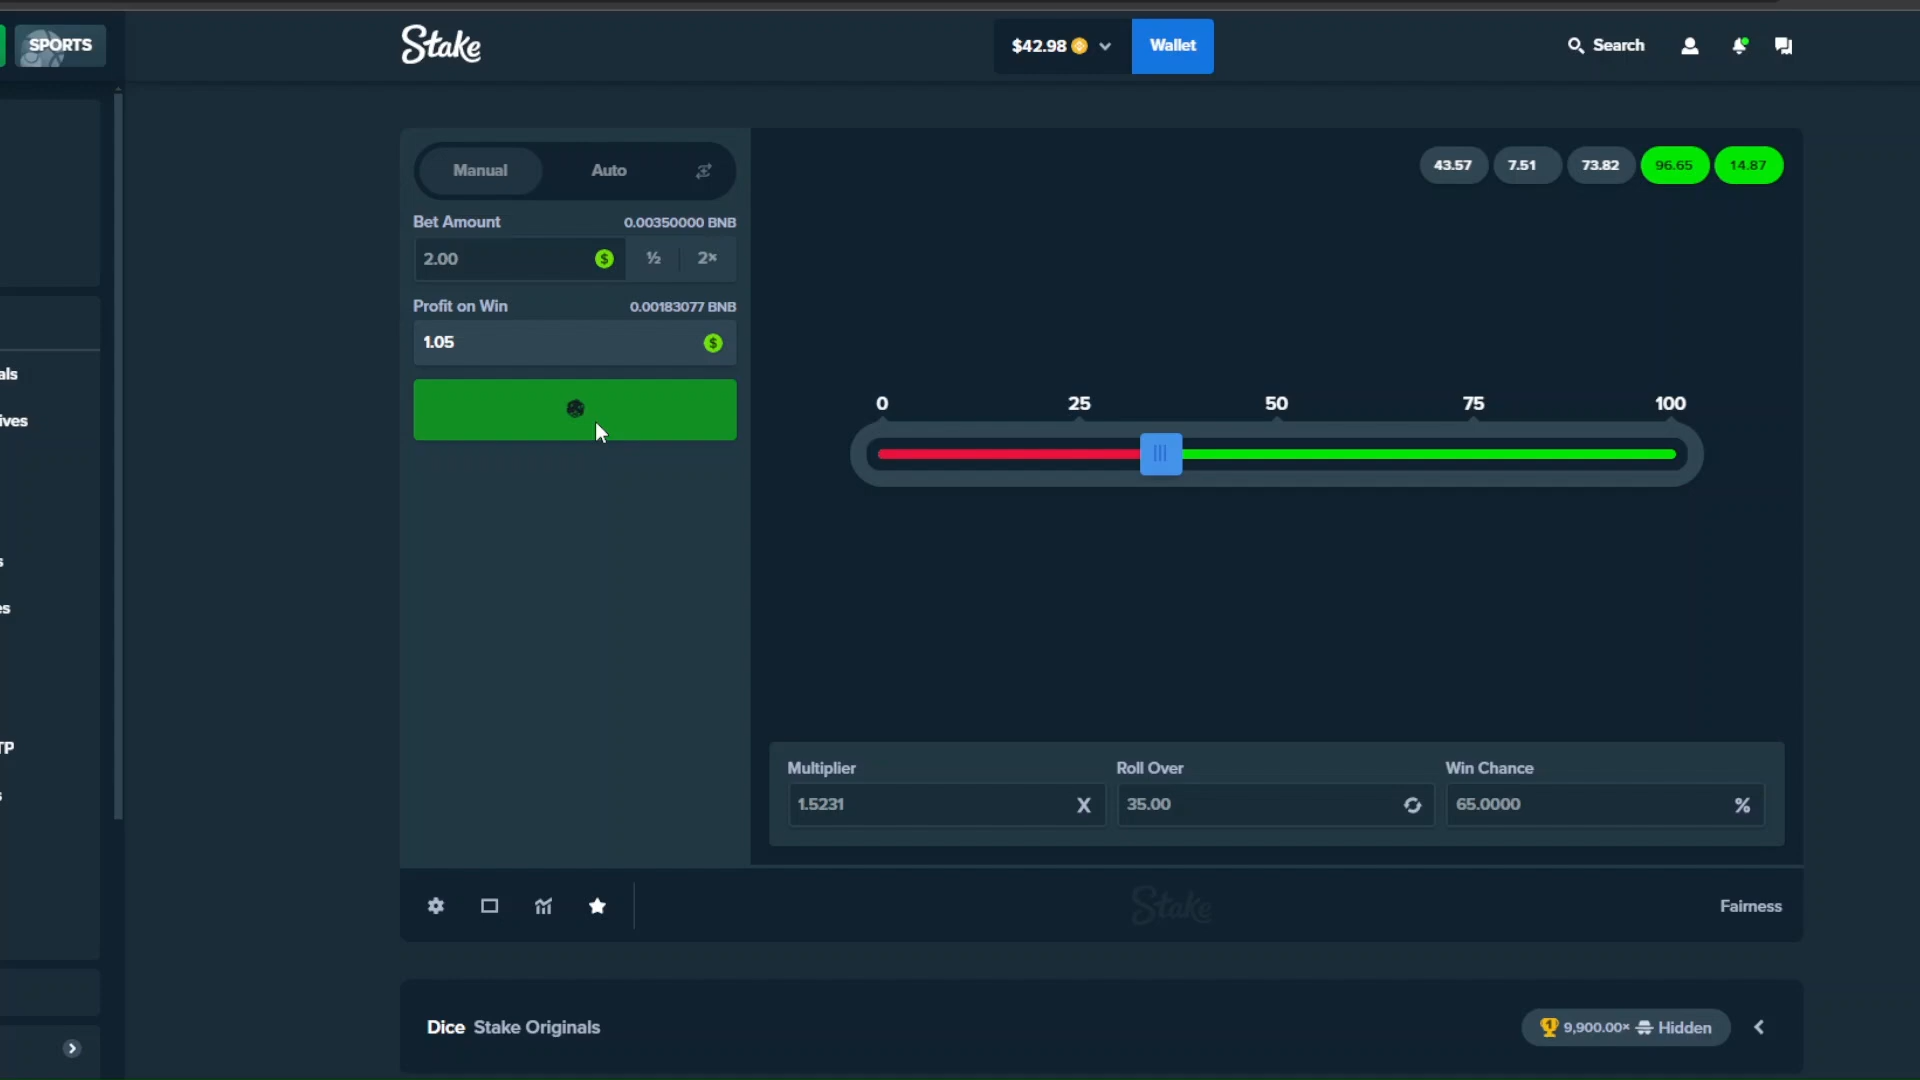 SPORTS
Stake
$42.98
Wallet
Search
Manual
Auto
43.57
7.51
73.82
96.65
14.87
Bet Amount
0.00350000 BNB
2.00
$
½
2×
Profit on Win
0.00183077 BNB
1.05
$
0
25
50
75
100
als
ives
s
es
TP
s
Multiplier
Roll Over
Win Chance
1.5231
X
35.00
65.0000
%
Stake
Fairness
Dice Stake Originals
1
9,900.00×
Hidden